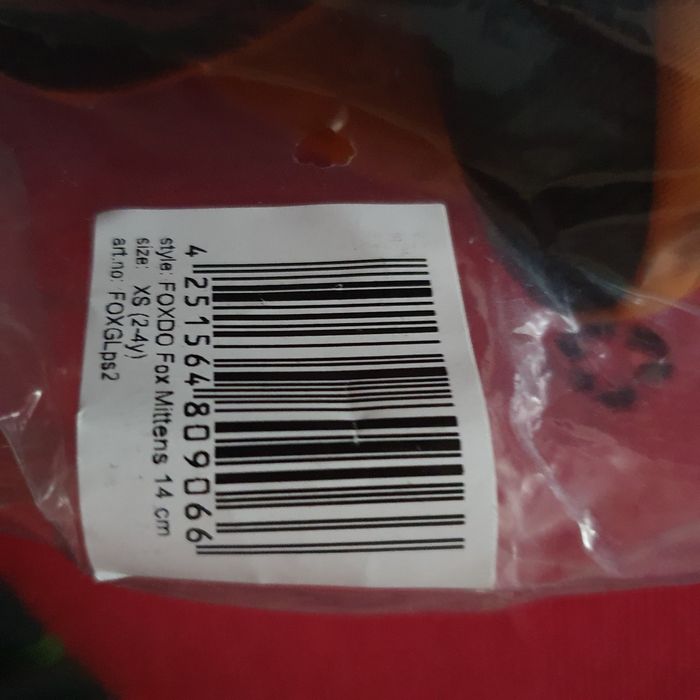 4 251564 809066
style: FOXDO Fox Mittens 14 cm
size: XS (2-4y)
art.no: FOXGLps2